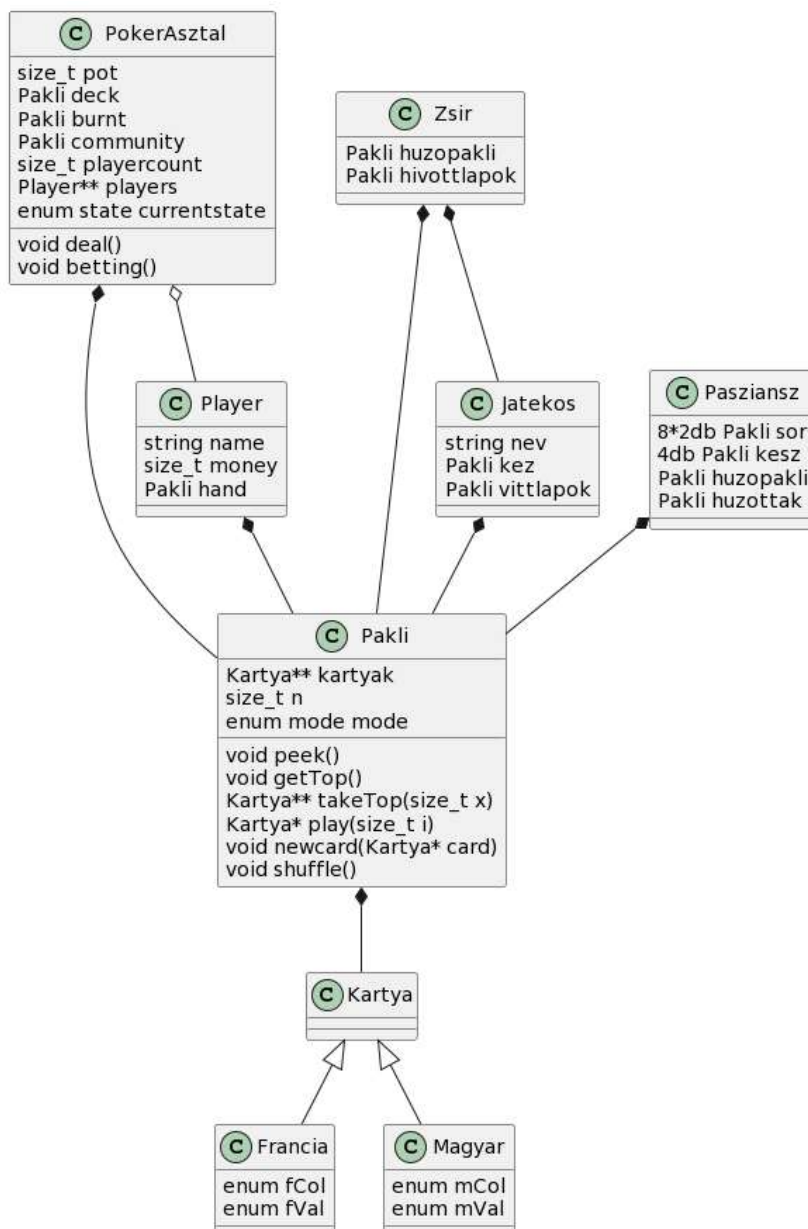 C PokerAsztal
size_t pot
Pakli deck
Pakli burnt
Pakli community
size_t playercount
Player** players
enum state currentstate
void deal()
void betting()
C Zsir
Pakli huzopakli
Pakli hivottlapok
C Player
string name
size_t money
Pakli hand
C Jatekos
string nev
Pakli kez
Pakli vittlapok
C Pasziansz
8*2db Pakli sor
4db Pakli kesz
Pakli huzopakli
Pakli huzottak
C Pakli
Kartya** kartyak
size_t n
enum mode mode
void peek()
void getTop()
Kartya** takeTop(size_t x)
Kartya* play(size_t i)
void newcard(Kartya* card)
void shuffle()
C Kartya
C Francia
enum fCol
enum fVal
C Magyar
enum mCol
enum mVal